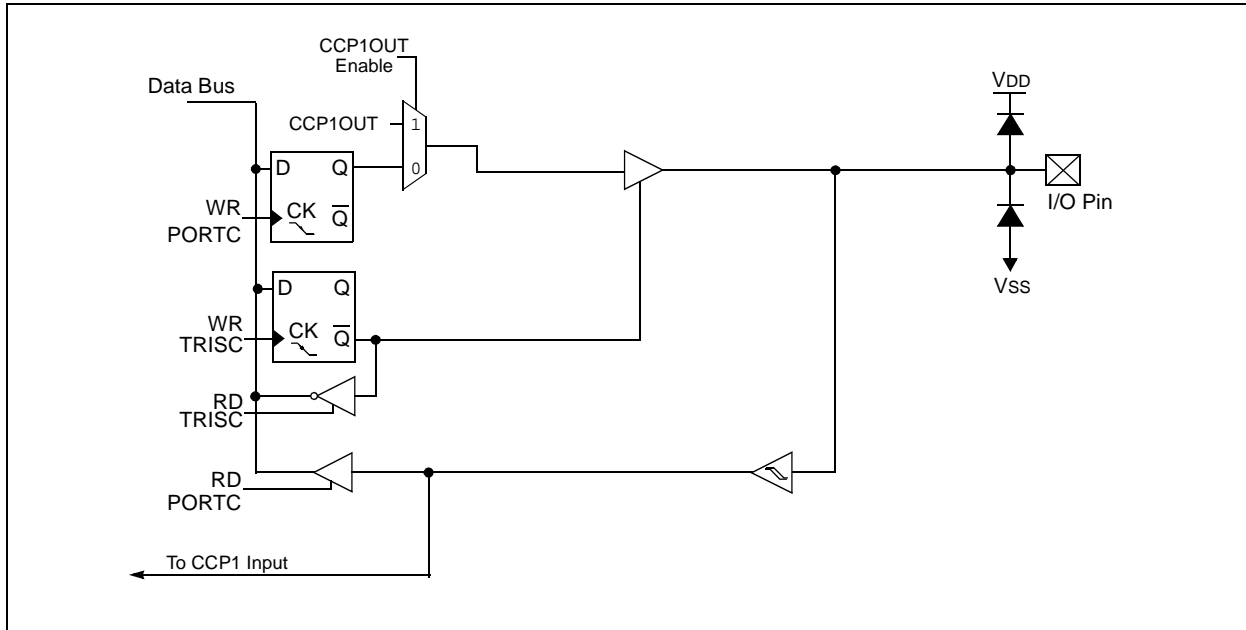 CCP1OUT
Enable
Data Bus
VDD
CCP1OUT
1
0
D Q
WR
PORTC
CK Q̅
I/O Pin
D Q
WR
TRISC
CK Q̅
VSS
RD
TRISC
RD
PORTC
To CCP1 Input